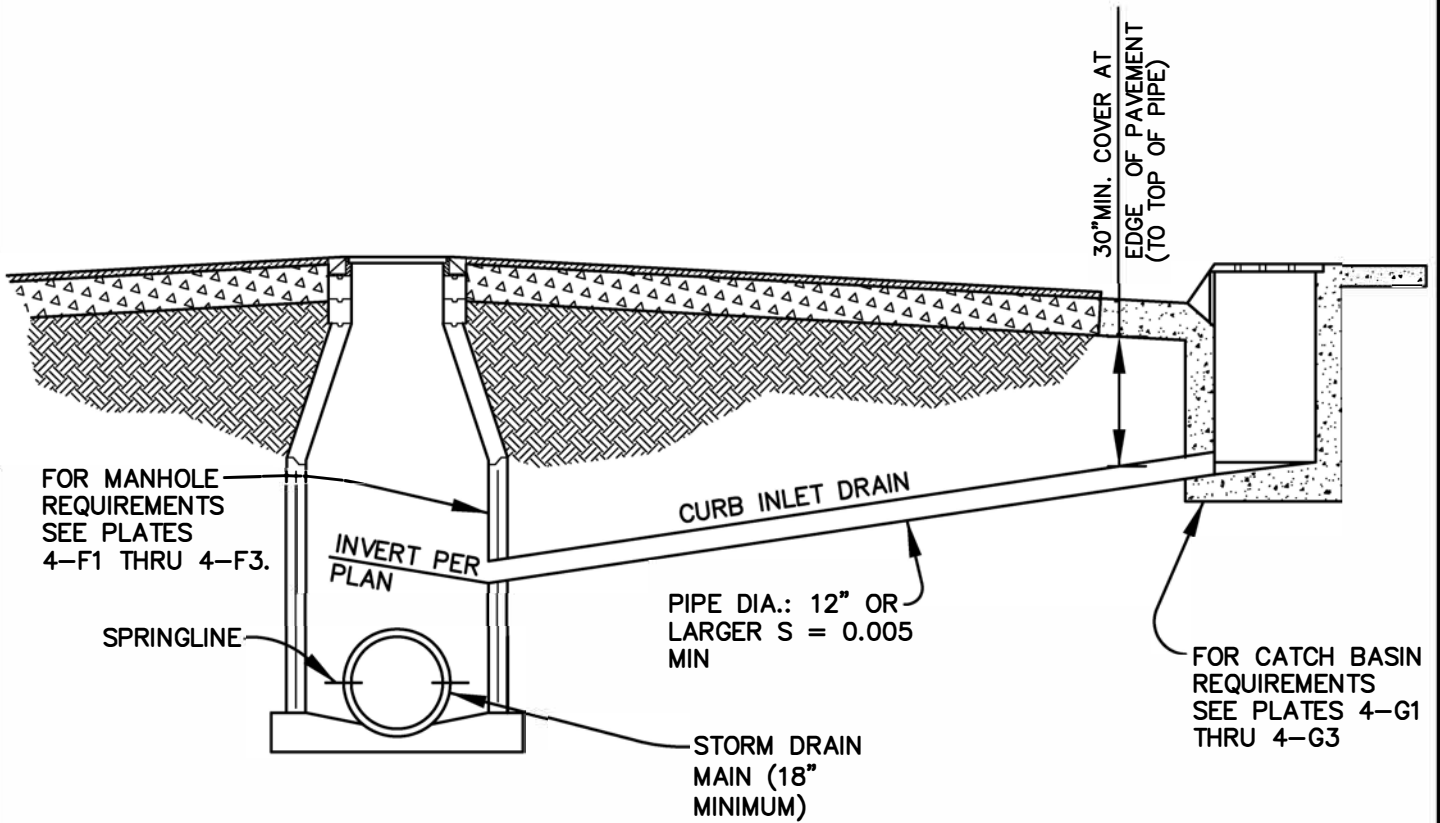 30"MIN. COVER AT
EDGE OF PAVEMENT
(TO TOP OF PIPE)
FOR MANHOLE
REQUIREMENTS
SEE PLATES
4-F1 THRU 4-F3.
CURB INLET DRAIN
INVERT PER
PLAN
PIPE DIA.: 12" OR
LARGER S = 0.005
MIN
SPRINGLINE
FOR CATCH BASIN
REQUIREMENTS
SEE PLATES 4-G1
THRU 4-G3
STORM DRAIN
MAIN (18"
MINIMUM)